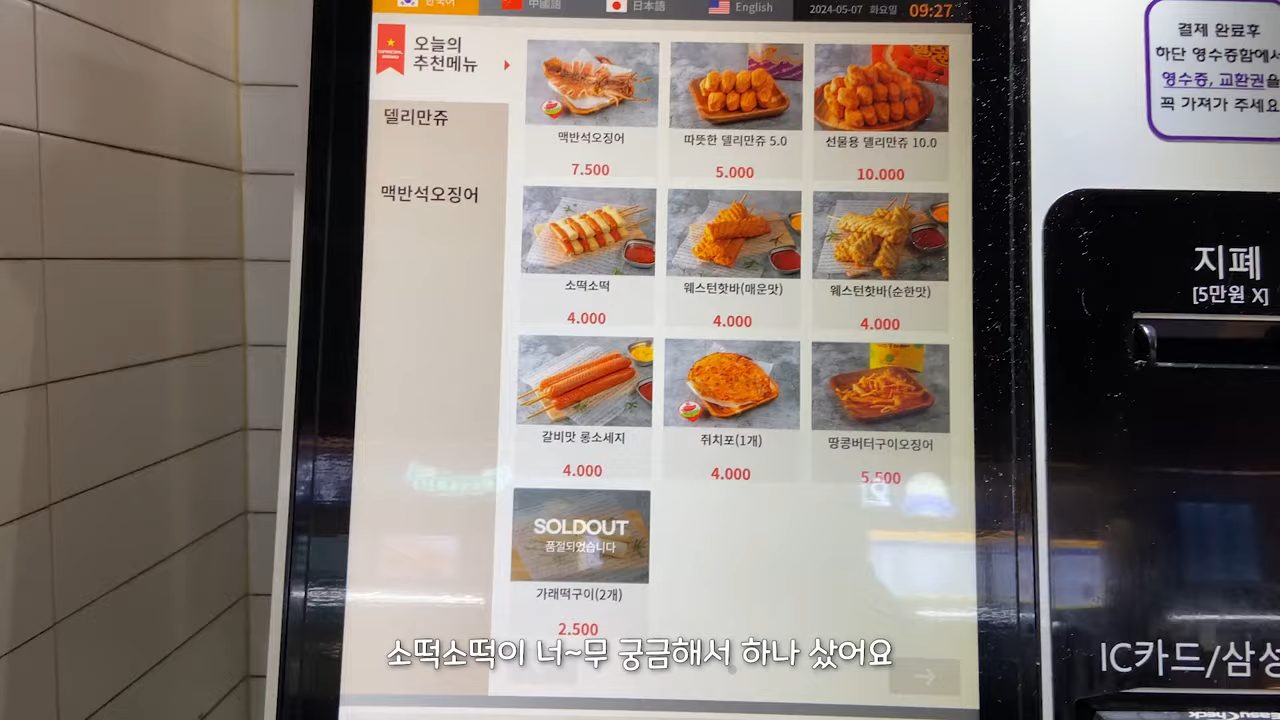 한국어
中國語
日本語
English
2024-05-07 화요일 09:27
오늘의
추천메뉴
델리만쥬
맥반석오징어
맥반석오징어
7.500
따뜻한 델리만쥬 5.0
5.000
선물용 델리만쥬 10.0
10.000
소떡소떡
4.000
웨스턴핫바(매운맛)
4.000
웨스턴핫바(순한맛)
4.000
갈비맛 롱소세지
4.000
쥐치포(1개)
4.000
땅콩버터구이오징어
5.500
SOLDOUT
품절되었습니다
가래떡구이(2개)
2.500
결제 완료후
하단 영수증함에서
영수증, 교환권을
꼭 가져가 주세요
지폐
[5만원 X]
IC카드/삼성
소떡소떡이 너~무 궁금해서 하나 샀어요